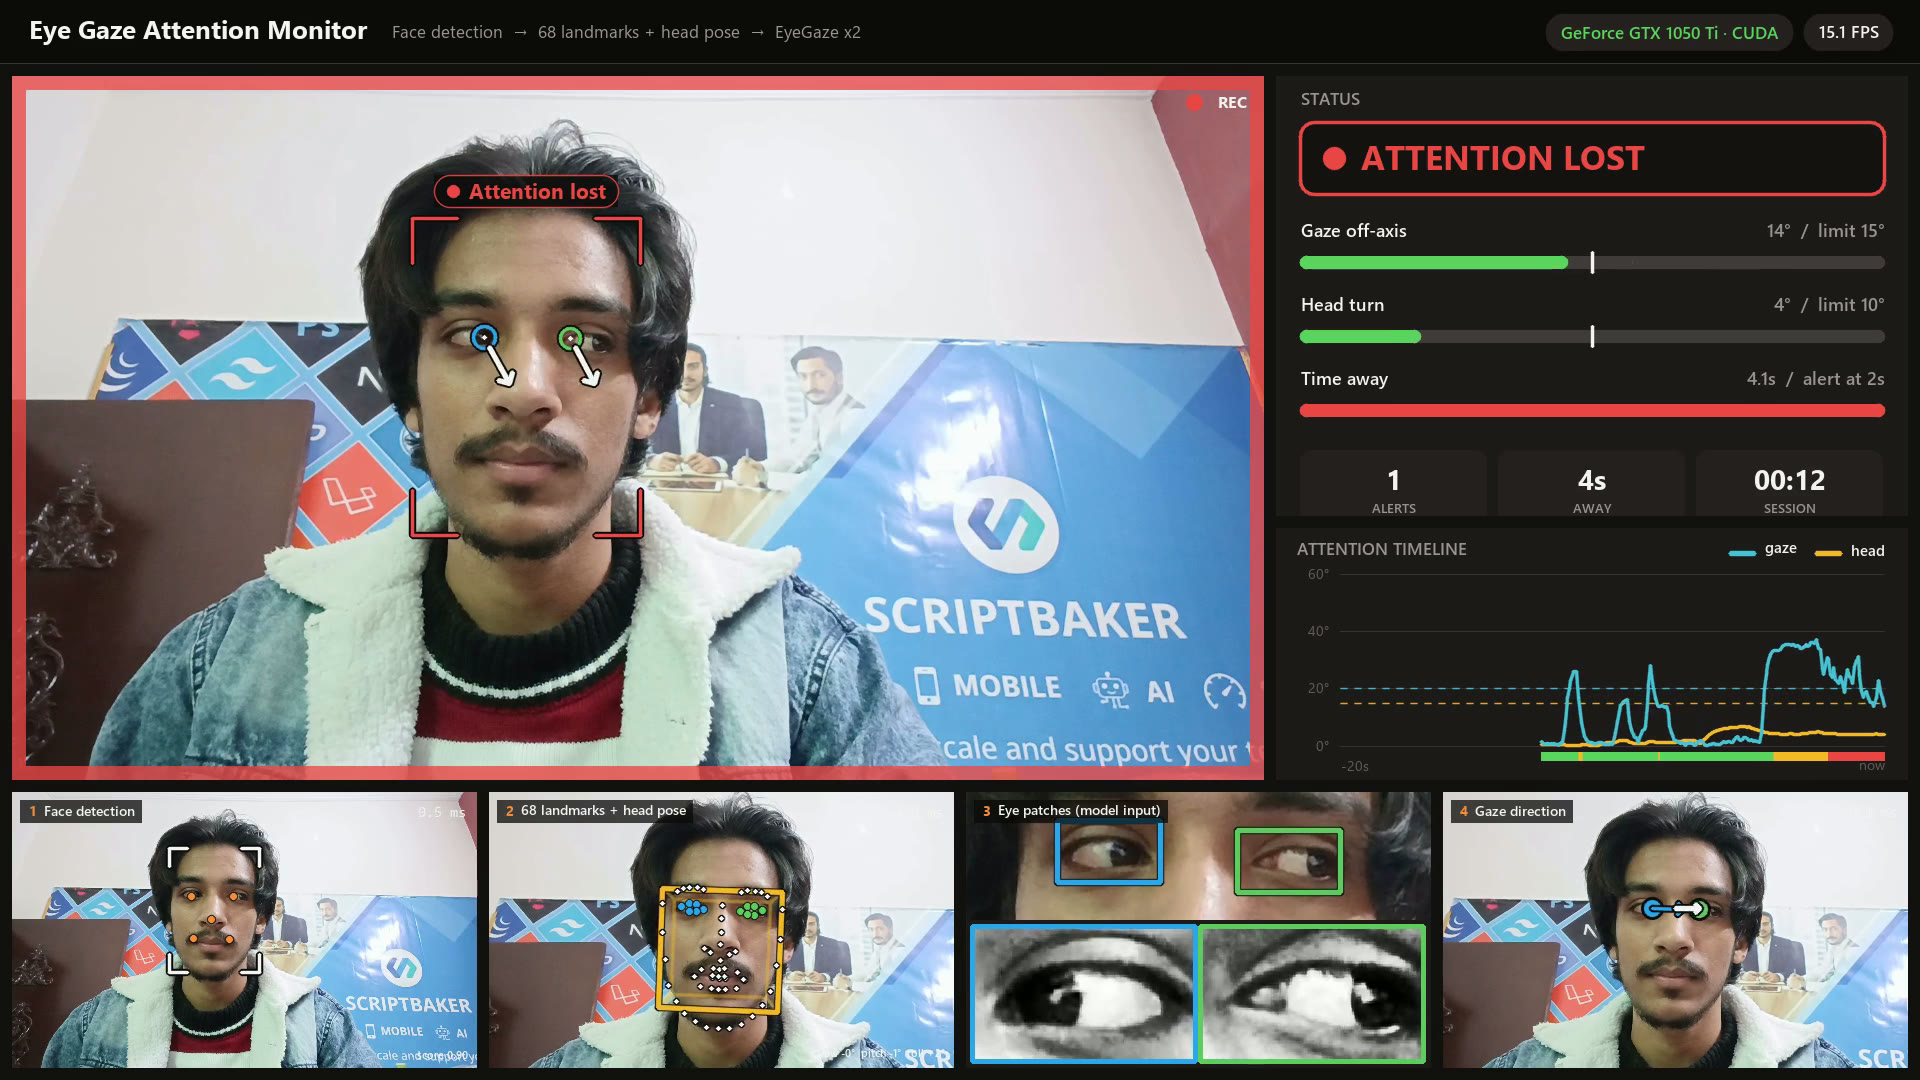 Eye Gaze Attention Monitor
Face detection → 68 landmarks + head pose → EyeGaze x2
GeForce GTX 1050 Ti · CUDA
15.1 FPS
REC
Attention lost
PS
SCRIPTBAKER
MOBILE
AI
cale and support your t
STATUS
ATTENTION LOST
Gaze off-axis
14° / limit 15°
Head turn
4° / limit 10°
Time away
4.1s / alert at 2s
1
ALERTS
4s
AWAY
00:12
SESSION
ATTENTION TIMELINE
gaze
head
60°
40°
20°
0°
-20s
now
1 Face detection
SCRIPTBAKER
MOBILE
AI
2 68 landmarks + head pose
SCR
3 Eye patches (model input)
4 Gaze direction
SCR